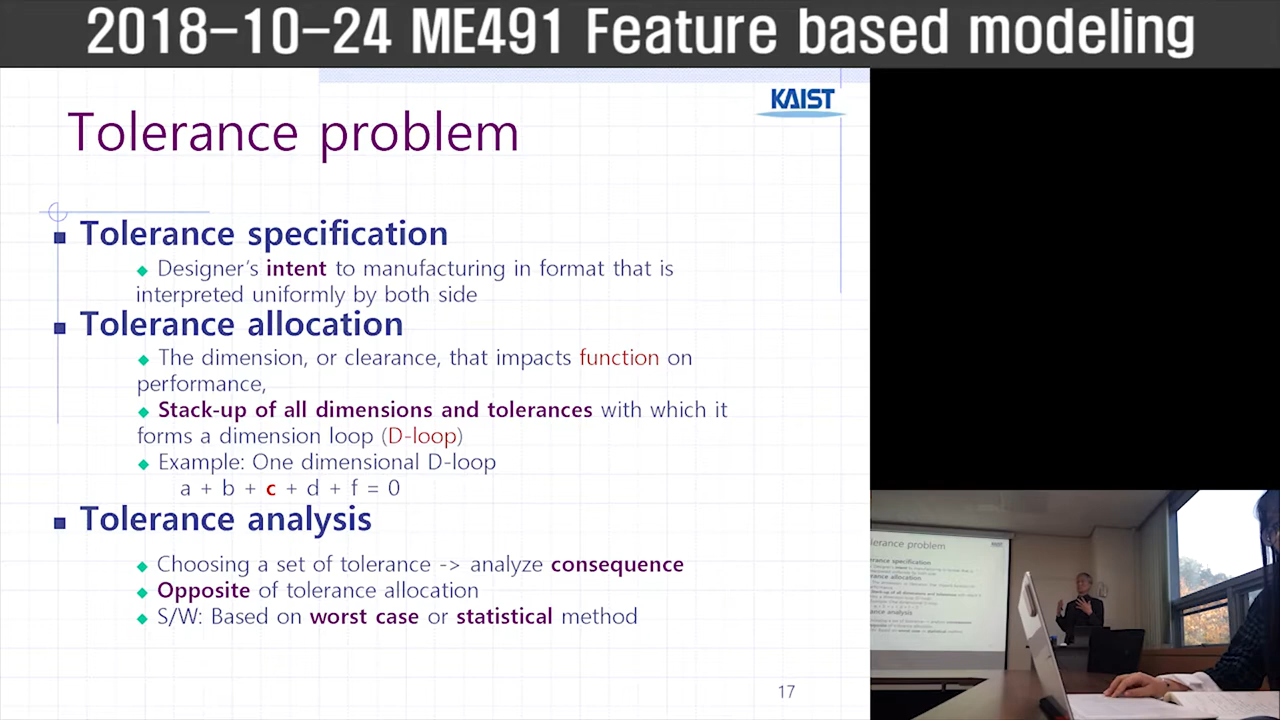 2018-10-24 ME491 Feature based modeling
KAIST
Tolerance problem
Tolerance specification
Designer's intent to manufacturing in format that is
interpreted uniformly by both side
Tolerance allocation
The dimension, or clearance, that impacts function on
performance,
Stack-up of all dimensions and tolerances with which it
forms a dimension loop (D-loop)
Example: One dimensional D-loop
a + b + c + d + f = 0
Tolerance analysis
Choosing a set of tolerance -> analyze consequence
Opposite of tolerance allocation
S/W: Based on worst case or statistical method
17
lerance problem